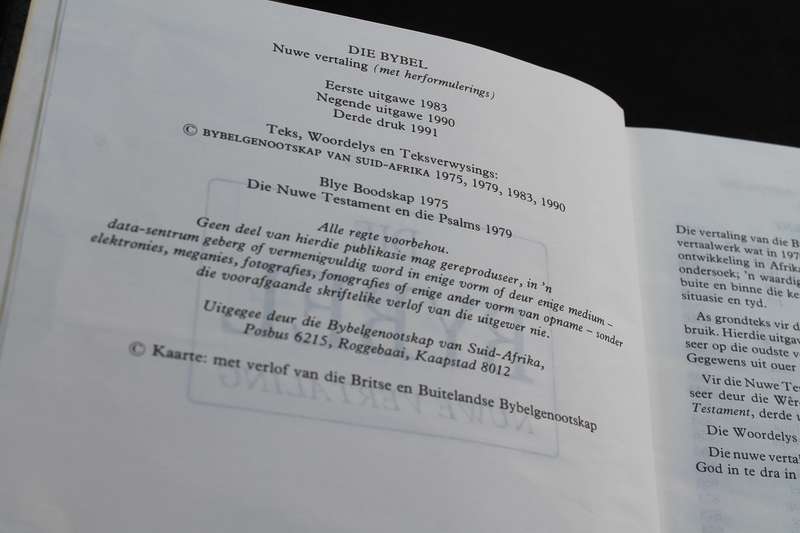 DIE BYBEL
Nuwe vertaling (met herformulerings)
Eerste uitgawe 1983
Negende uitgawe 1990
Derde druk 1991
Teks, Woordelys en Teksverwysings:
© BYBELGENOOTSKAP VAN SUID-AFRIKA 1975, 1979, 1983, 1990
Blye Boodskap 1975
Die Nuwe Testament en die Psalms 1979
Alle regte voorbehou.
Geen deel van hierdie publikasie mag gereproduseer, in 'n
data-sentrum geberg of vermenigvuldig word in enige vorm of deur enige medium –
elektronies, meganies, fotografies, fonografies of enige ander vorm van opname – sonder
die voorafgaande skriftelike verlof van die uitgewer nie.
Uitgegee deur die Bybelgenootskap van Suid-Afrika,
Posbus 6215, Roggebaai, Kaapstad 8012
© Kaarte: met verlof van die Britse en Buitelandse Bybelgenootskap
Die vertaling van die
vertaalwerk wat in
ontwikkeling in
ondersoek; 'n
buite en binne die
situasie en tyd.
As grondteks vir
bruik. Hierdie
seer op die oudste
Gegewens uit ouer
Vir die Nuwe
seer deur die
Testament, derde
Die Woordelys
Die nuwe
God in te dra in